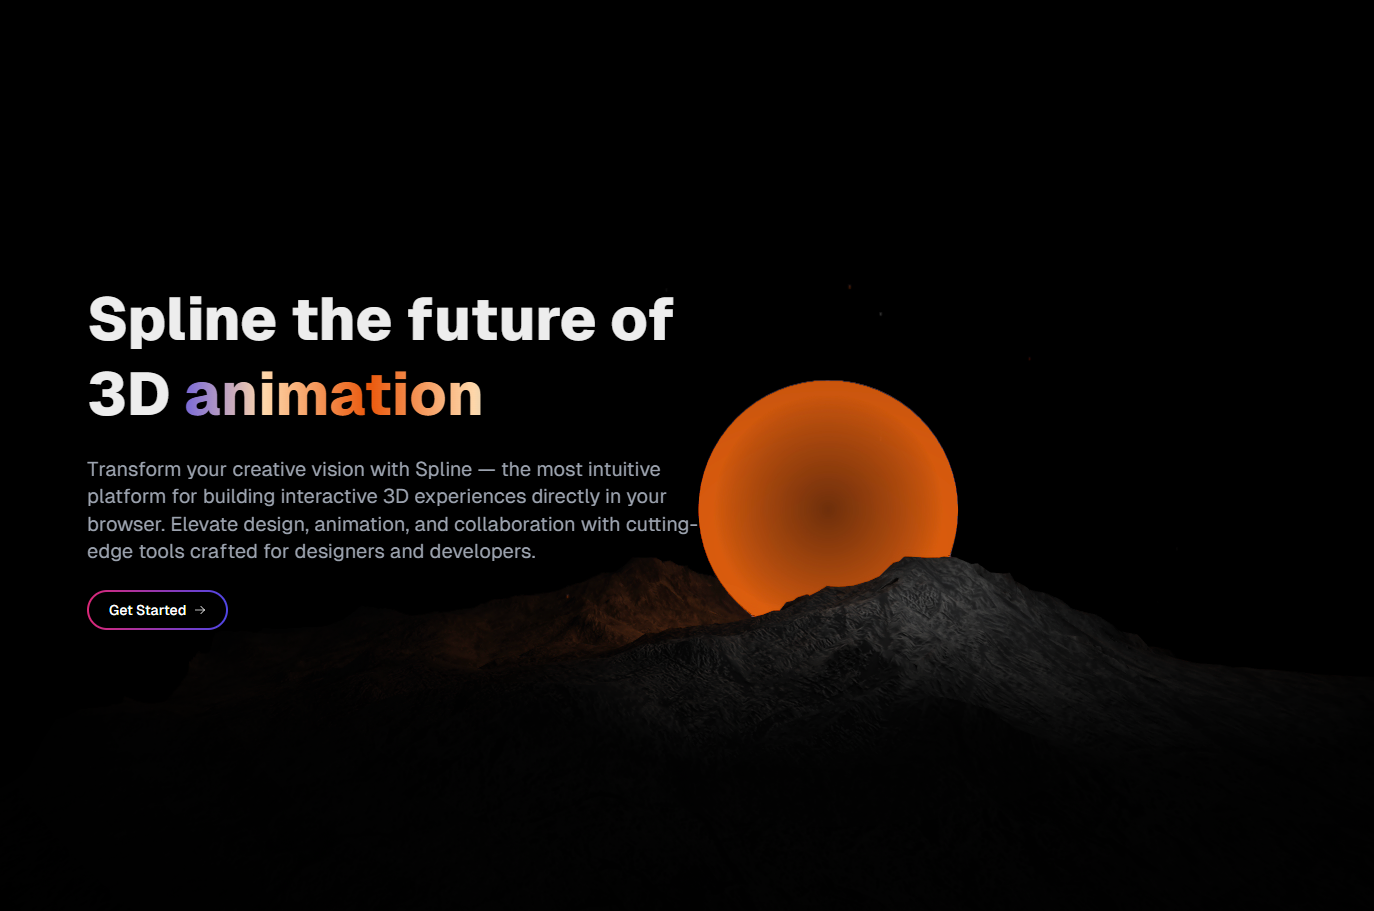 Spline the future of
3D animation
Transform your creative vision with Spline — the most intuitive
platform for building interactive 3D experiences directly in your
browser. Elevate design, animation, and collaboration with cutting-
edge tools crafted for designers and developers.
Get Started →